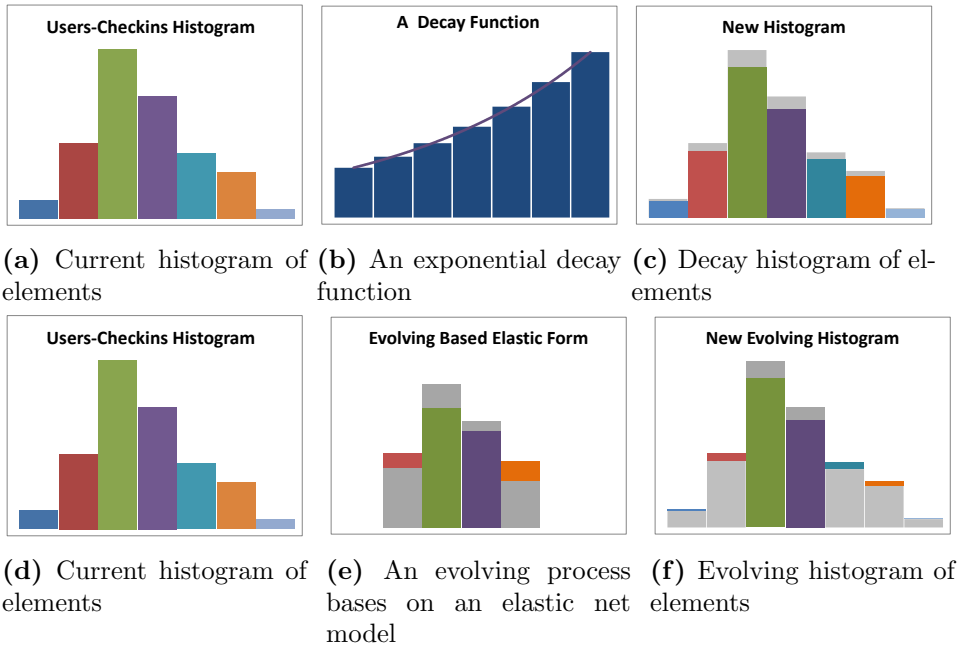 Users-Checkins Histogram
A Decay Function
New Histogram
(a) Current histogram of
elements
(b) An exponential decay
function
(c) Decay histogram of el-
ements
Users-Checkins Histogram
Evolving Based Elastic Form
New Evolving Histogram
(d) Current histogram of
elements
(e) An evolving process
bases on an elastic net
model
(f) Evolving histogram of
elements